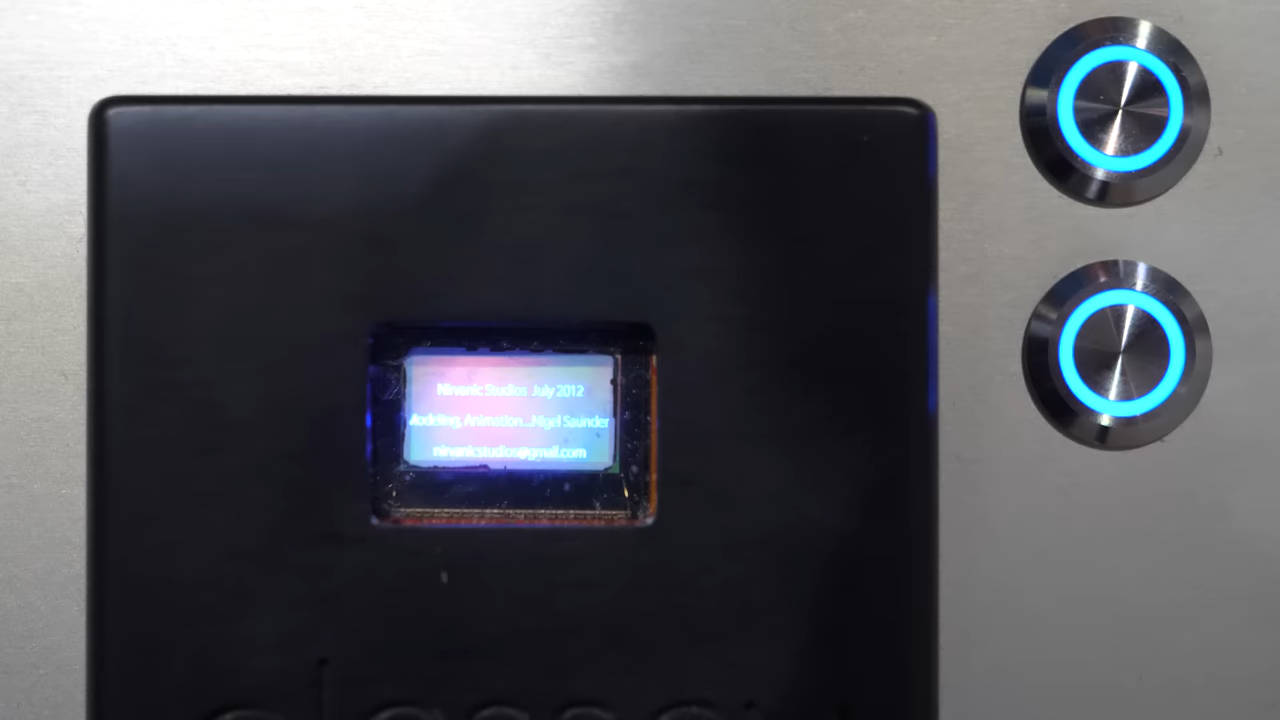 Nirvanic Studios July 2012
Modeling, Animation...Nigel Saunder
nirvanicstudios@gmail.com